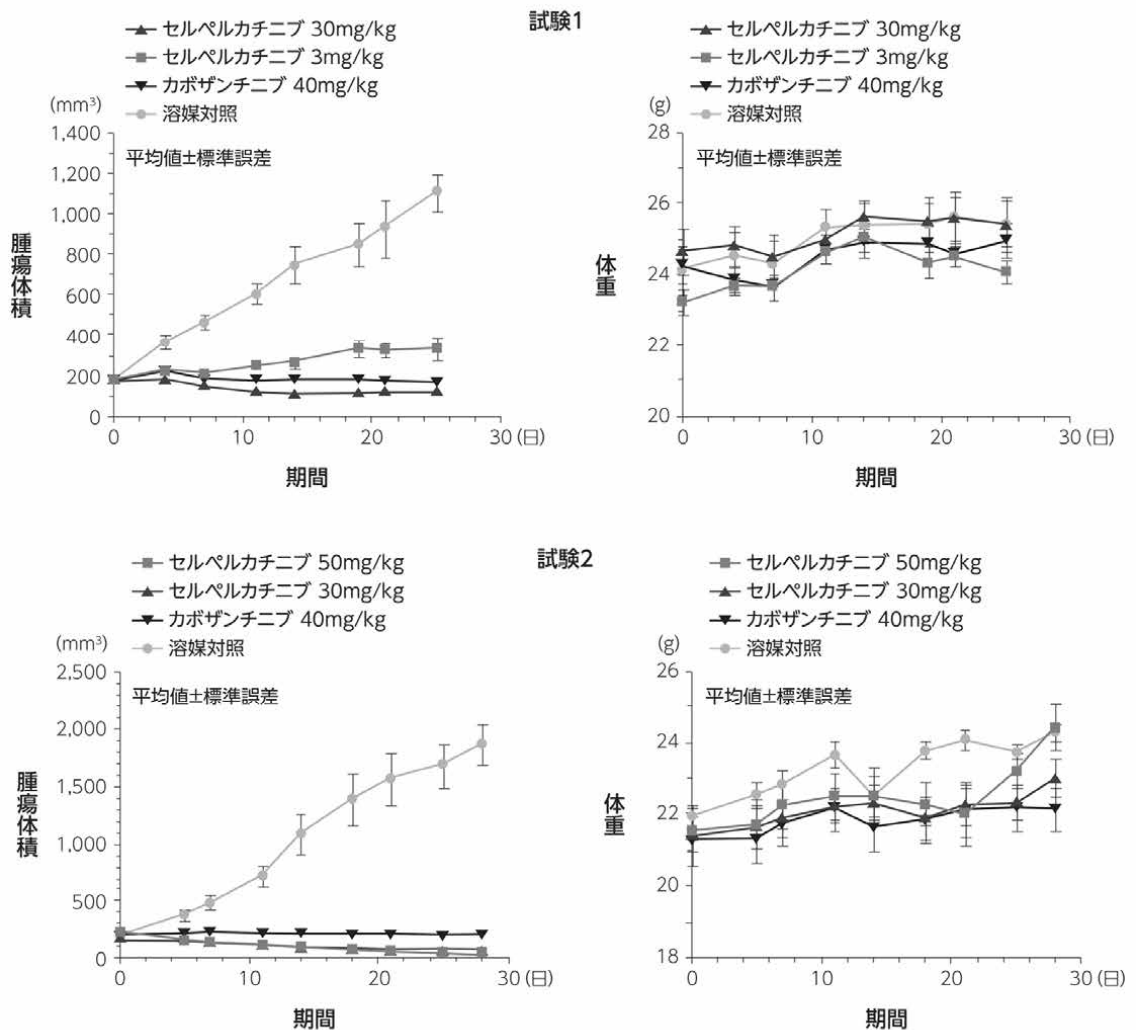 試験1
セルペルカチニブ 30mg/kg
セルペルカチニブ 3mg/kg
カボザンチニブ 40mg/kg
溶媒対照
(mm³)
1,400
1,200
1,000
800
600
400
200
0
平均値±標準誤差
腫瘍体積
0 10 20 30 (日)
期間
セルペルカチニブ 30mg/kg
セルペルカチニブ 3mg/kg
カボザンチニブ 40mg/kg
溶媒対照
(g)
28
26
24
22
20
平均値±標準誤差
体重
0 10 20 30 (日)
期間
試験2
セルペルカチニブ 50mg/kg
セルペルカチニブ 30mg/kg
カボザンチニブ 40mg/kg
溶媒対照
(mm³)
2,500
2,000
1,500
1,000
500
0
平均値±標準誤差
腫瘍体積
0 10 20 30 (日)
期間
セルペルカチニブ 50mg/kg
セルペルカチニブ 30mg/kg
カボザンチニブ 40mg/kg
溶媒対照
(g)
26
24
22
20
18
平均値±標準誤差
体重
0 10 20 30 (日)
期間